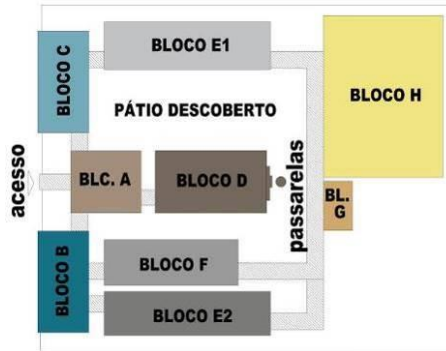 BLOCO C
BLOCO E1
BLOCO H
PÁTIO DESCOBERTO
acesso
BLC. A
BLOCO D
passarelas
BL.
G
BLOCO B
BLOCO F
BLOCO E2